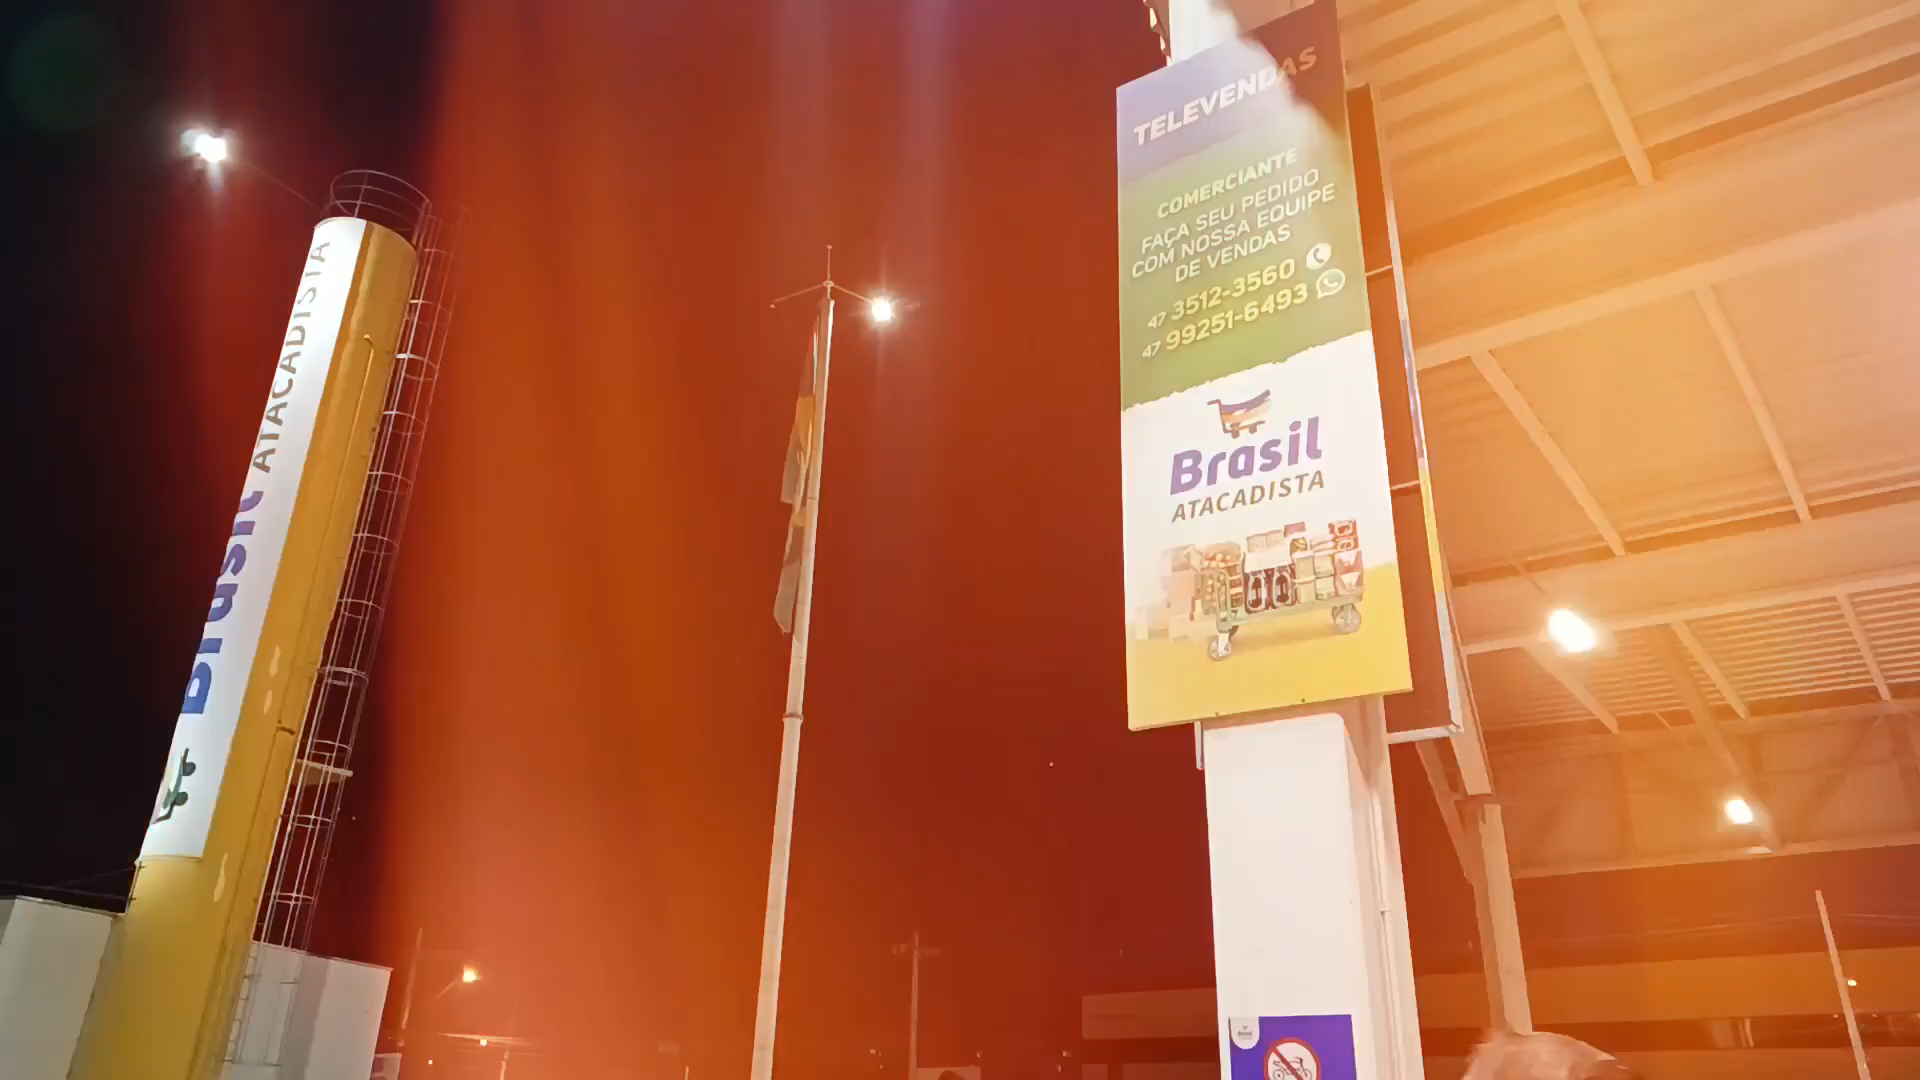 Brasil ATACADISTA
TELEVENDAS
COMERCIANTE
FAÇA SEU PEDIDO
COM NOSSA EQUIPE
DE VENDAS
47 3512-3560
47 99251-6493
Brasil
ATACADISTA